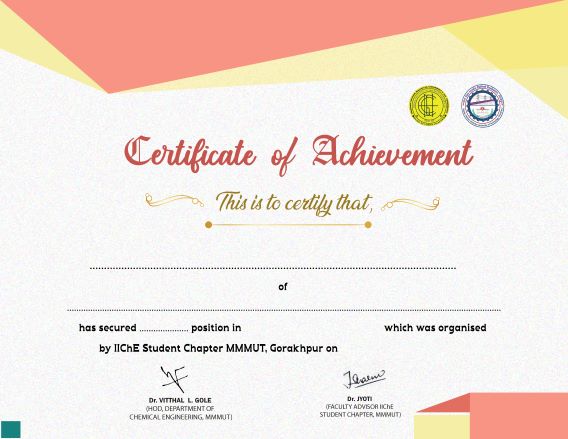 Certificate of Achievement
This is to certify that,
................................................................................
of
................................................................................
has secured ..................... position in which was organised
by IIChE Student Chapter MMMUT, Gorakhpur on
Dr. VITTHAL L. GOLE
(HOD, DEPARTMENT OF
CHEMICAL ENGINEERING, MMMUT)
Dr. JYOTI
(FACULTY ADVISOR IIChe
STUDENT CHAPTER, MMMUT)